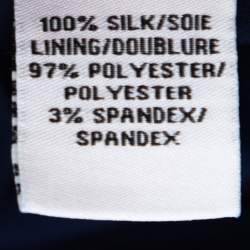 100% SILK/SOIE
LINING/DOUBLURE
97% POLYESTER/
POLYESTER
3% SPANDEX/
SPANDEX